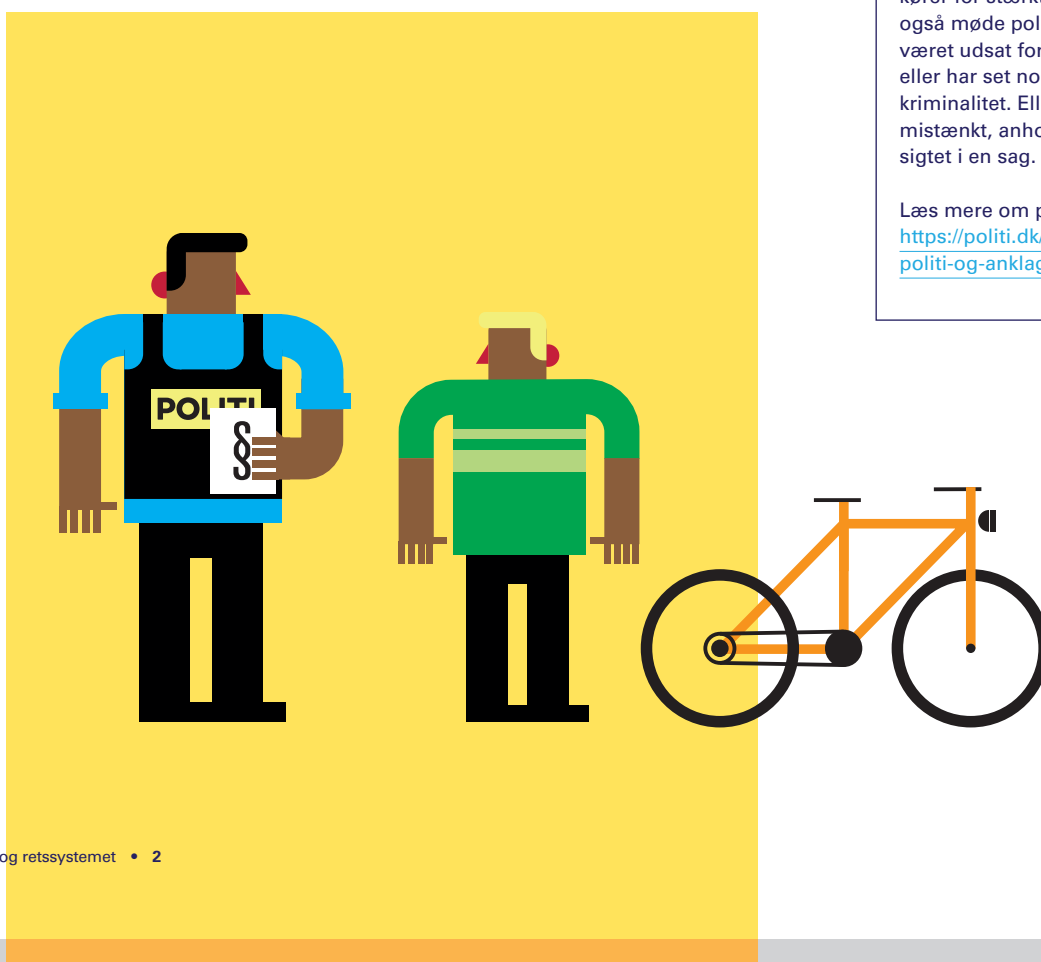 også møde pol
været udsat for
eller har set no
kriminalitet. Ell
mistænkt, anho
sigtet i en sag.
Læs mere om p
https://politi.dk/
politi-og-anklag
POLITI
§
og retssystemet • 2